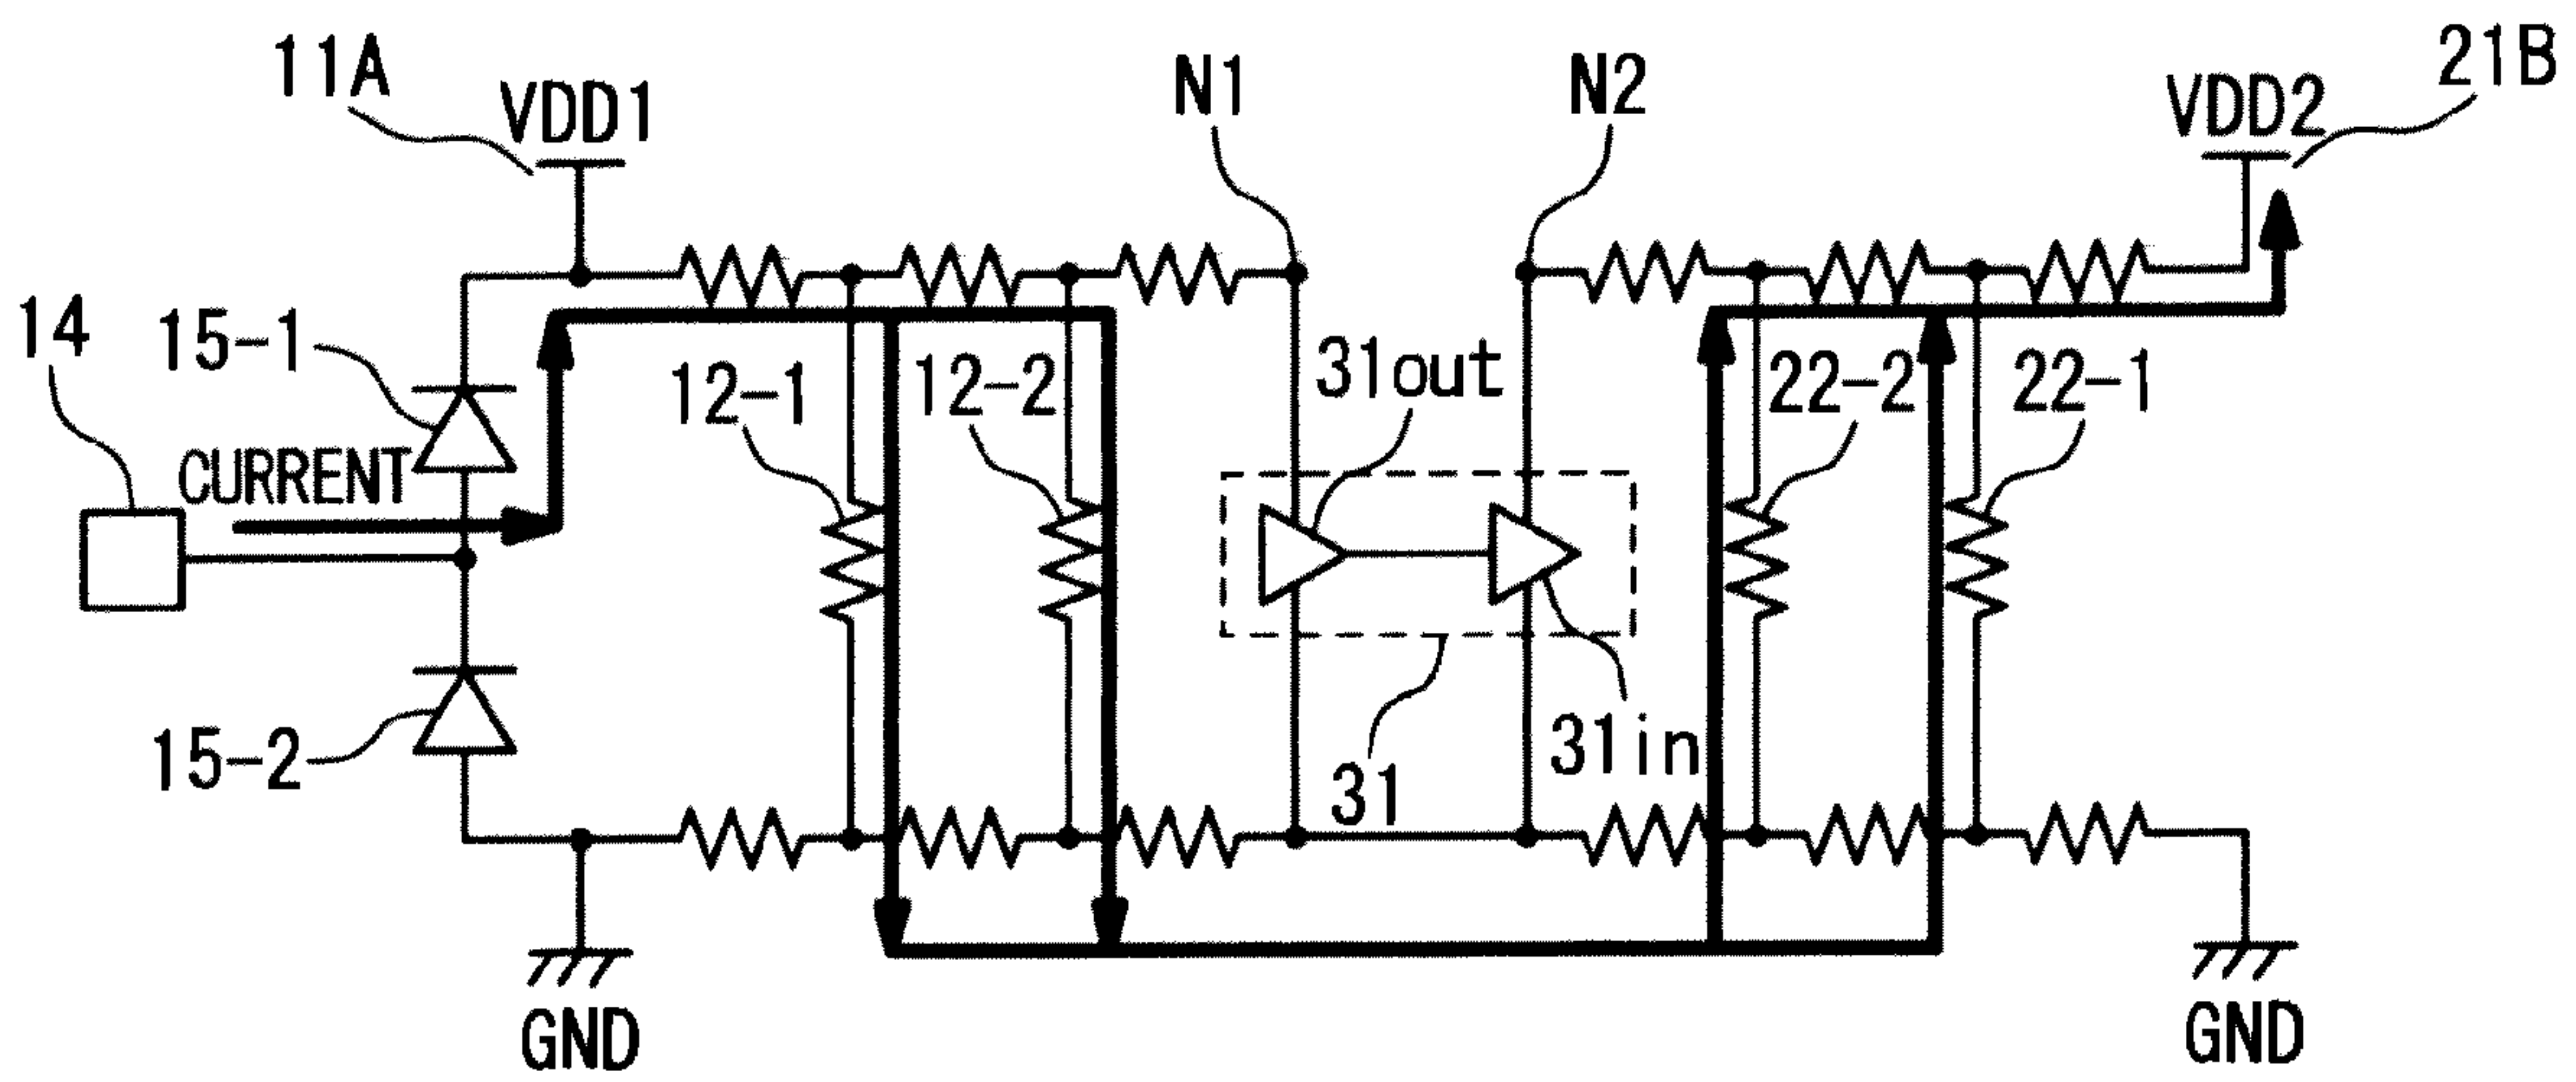 11A
VDD1
N1
N2
VDD2
21B
14
15-1
CURRENT
12-1
12-2
31out
22-2
22-1
15-2
31
31in
GND
GND